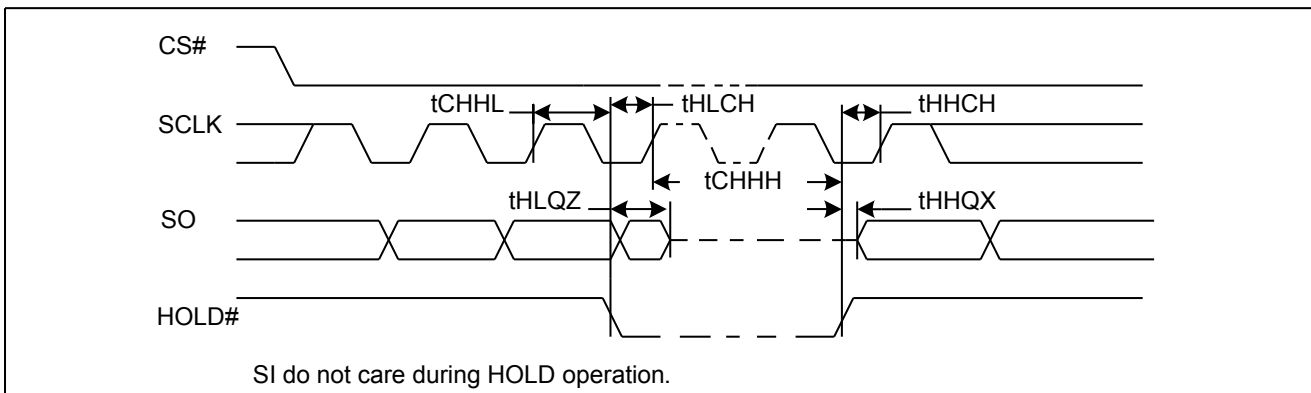 CS#
tCHHL
tHLCH
tHHCH
SCLK
tCHHH
tHLQZ
tHHQX
SO
HOLD#
SI do not care during HOLD operation.